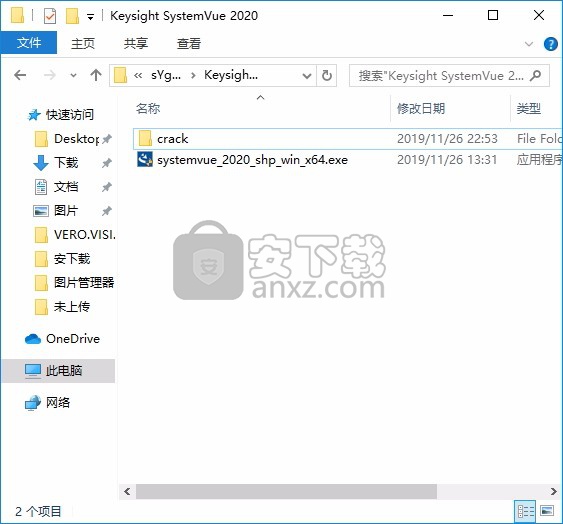 Keysight SystemVue 2020
文件 主页 共享 查看
« sYg... › Keysigh...
搜索"Keysight SystemVue 2...
名称 修改日期 类型
快速访问
Desktop
下载
文档
图片
VERO.VISI.
安下载
图片管理器
未上传
OneDrive
此电脑
网络
crack 2019/11/26 22:53 File Fold
systemvue_2020_shp_win_x64.exe 2019/11/26 13:31 应用程序
安
安下载
anxz.com
2 个项目